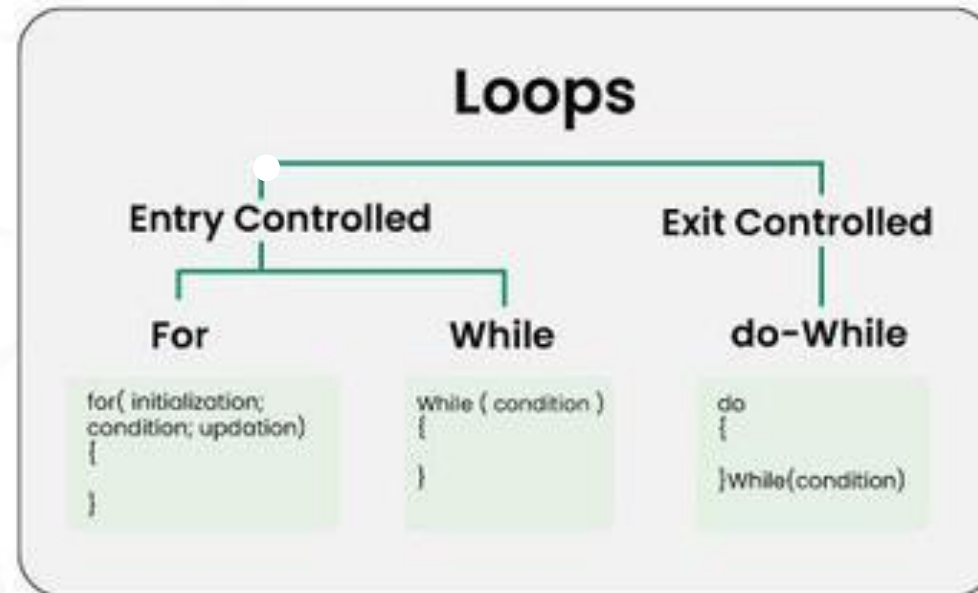 Loops
Entry Controlled
Exit Controlled
For
While
do-While
for( initialization;
condition; updation)
{
}
While ( condition )
{
}
do
{
}While(condition)